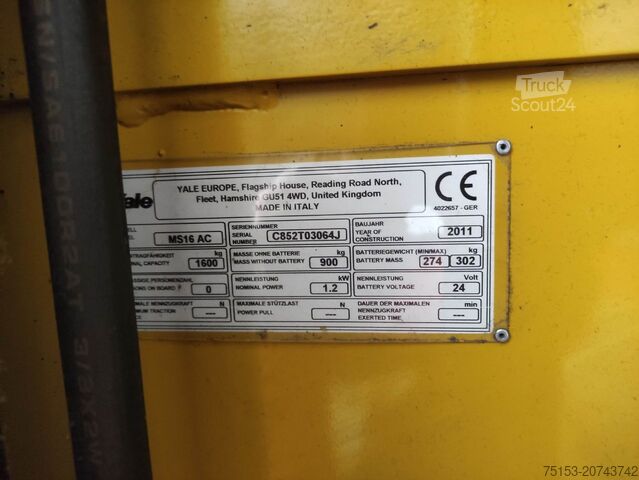 Truck
Scout24
Yale
YALE EUROPE, Flagship House, Reading Road North,
Fleet, Hamshire GU51 4WD, United Kingdom
MADE IN ITALY
CE
4022657 - GER
MS16 AC
SERIENNUMMER
SERIAL
NUMBER
C852T03064J
BAUJAHR
YEAR OF
CONSTRUCTION
2011
kg
1600
MASSE OHNE BATTERIE kg
MASS WITHOUT BATTERY 900
BATTERIEGEWICHT (MIN/MAX) kg
BATTERY MASS 274 302
0
NENNLEISTUNG kW
NOMINAL POWER 1.2
NENNLEISTUNG Volt
BATTERY VOLTAGE 24
N
---
MAXIMALE STÜTZLAST N
POWER PULL ---
DAUER DER MAXIMALEN min
NENNZUGKRAFT
EXERTED TIME ---
75153-20743742